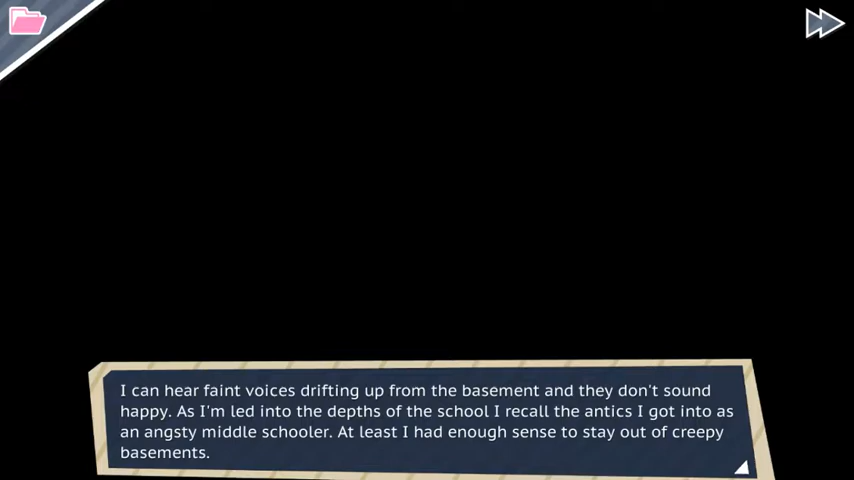 I can hear faint voices drifting up from the basement and they don't sound
happy. As I'm led into the depths of the school I recall the antics I got into as
an angsty middle schooler. At least I had enough sense to stay out of creepy
basements.